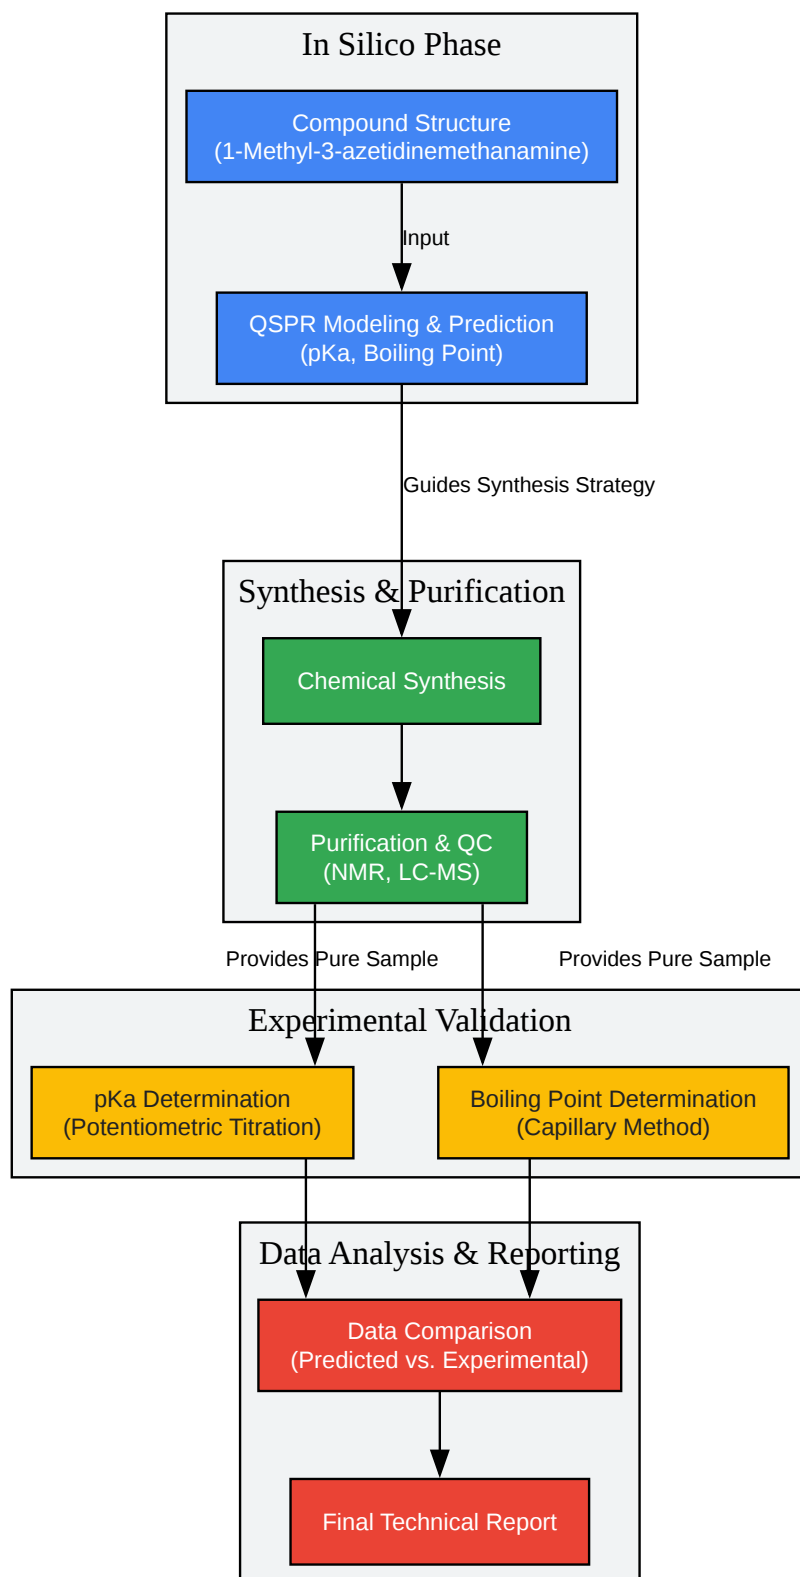 In Silico Phase
Compound Structure
(1-Methyl-3-azetidinemethanamine)
Input
QSPR Modeling & Prediction
(pKa, Boiling Point)
Guides Synthesis Strategy
Synthesis & Purification
Chemical Synthesis
Purification & QC
(NMR, LC-MS)
Provides Pure Sample
Provides Pure Sample
Experimental Validation
pKa Determination
(Potentiometric Titration)
Boiling Point Determination
(Capillary Method)
Data Analysis & Reporting
Data Comparison
(Predicted vs. Experimental)
Final Technical Report